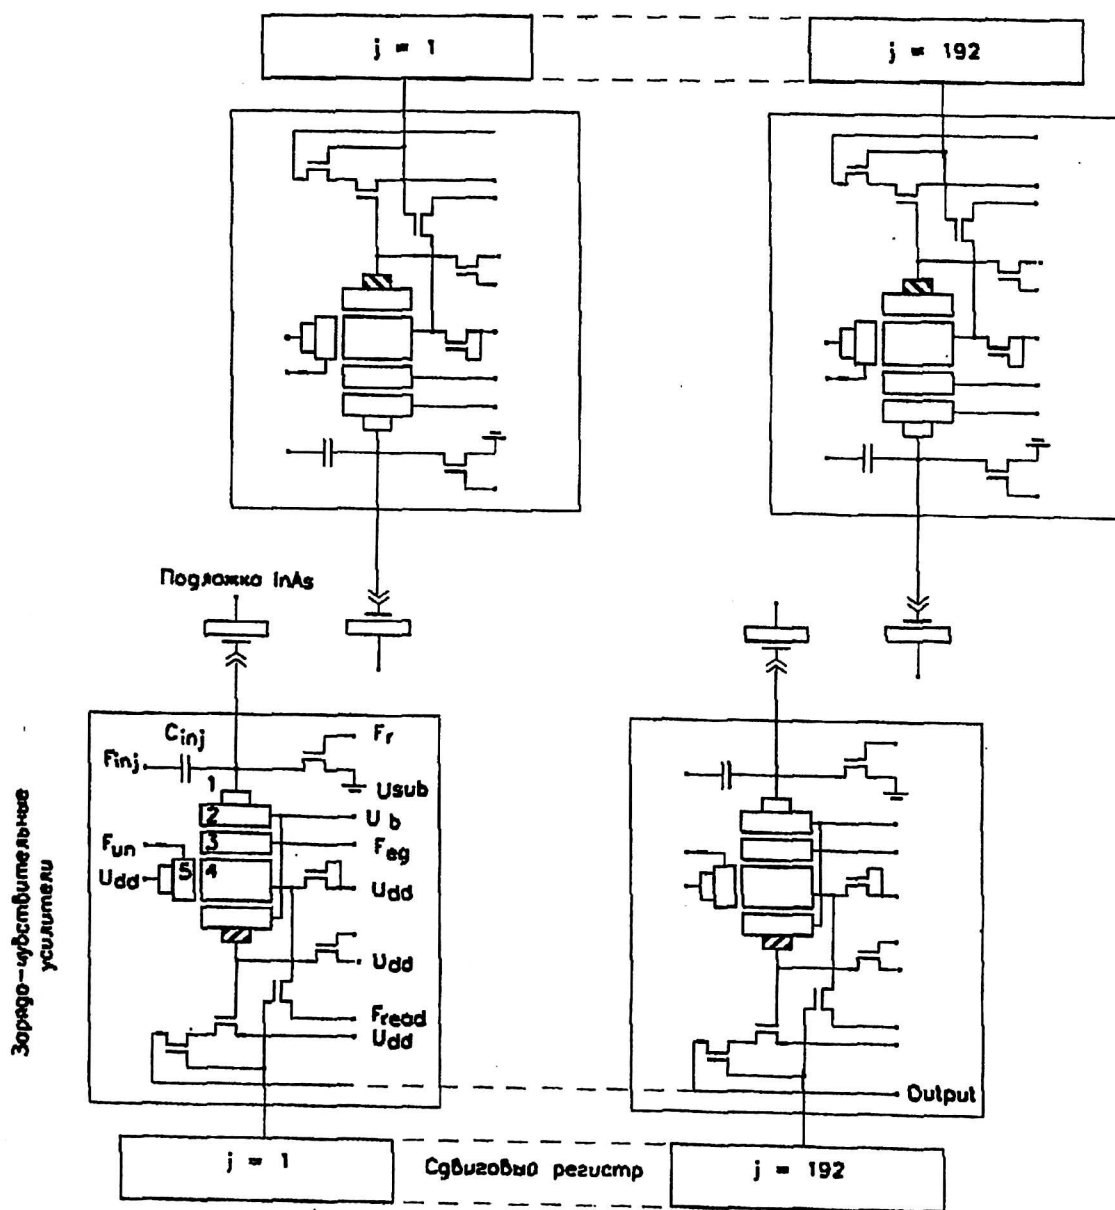 j = 1
j = 192
Подложка InAs
Cinj
Finj
Fr
1
Usub
2
Ub
Fun
3
Feg
Udd
5
4
Udd
Udd
Fread
Udd
Output
Зарядо-чувствительные
усилители
j = 1
Сдвиговыо регистр
j = 192